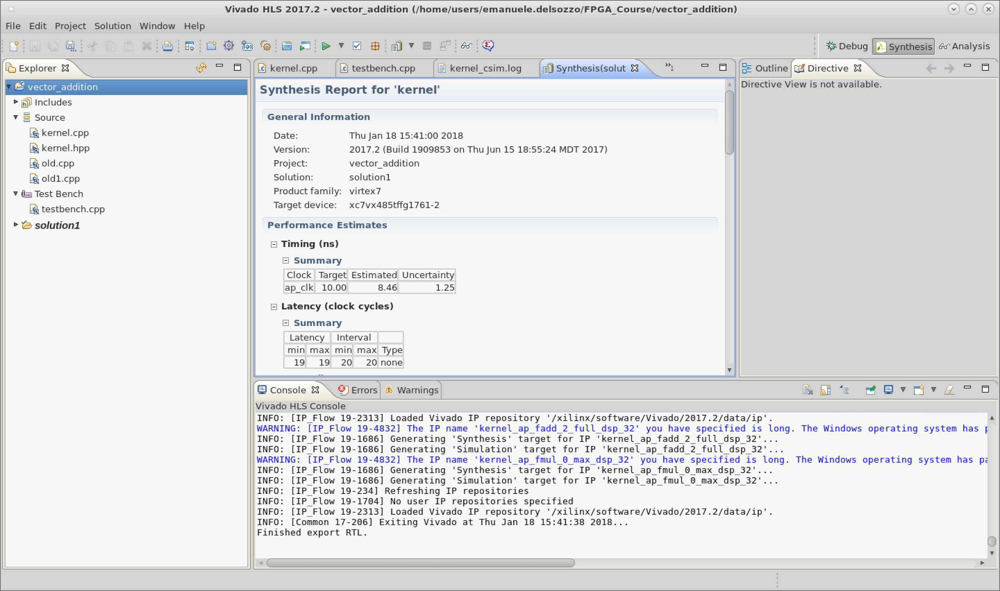 Vivado HLS 2017.2 - vector_addition (/home/users/emanuele.delsozzo/FPGA_Course/vector_addition)
File Edit Project Solution Window Help
Debug Synthesis Analysis
Explorer
vector_addition
Includes
Source
kernel.cpp
kernel.hpp
old.cpp
old1.cpp
Test Bench
testbench.cpp
solution1
kernel.cpp testbench.cpp kernel_csim.log Synthesis(solut »1
Synthesis Report for 'kernel'
General Information
Date: Thu Jan 18 15:41:00 2018
Version: 2017.2 (Build 1909853 on Thu Jun 15 18:55:24 MDT 2017)
Project: vector_addition
Solution: solution1
Product family: virtex7
Target device: xc7vx485tffg1761-2
Performance Estimates
Timing (ns)
Summary
Clock Target Estimated Uncertainty
ap_clk 10.00 8.46 1.25
Latency (clock cycles)
Summary
Latency Interval
min max min max Type
19 19 20 20 none
Outline Directive
Directive View is not available.
Console Errors Warnings
Vivado HLS Console
INFO: [IP_Flow 19-2313] Loaded Vivado IP repository '/xilinx/software/Vivado/2017.2/data/ip'.
WARNING: [IP_Flow 19-4832] The IP name 'kernel_ap_fadd_2_full_dsp_32' you have specified is long. The Windows operating system has p
INFO: [IP_Flow 19-1686] Generating 'Synthesis' target for IP 'kernel_ap_fadd_2_full_dsp_32'...
INFO: [IP_Flow 19-1686] Generating 'Simulation' target for IP 'kernel_ap_fadd_2_full_dsp_32'...
WARNING: [IP_Flow 19-4832] The IP name 'kernel_ap_fmul_0_max_dsp_32' you have specified is long. The Windows operating system has pa
INFO: [IP_Flow 19-1686] Generating 'Synthesis' target for IP 'kernel_ap_fmul_0_max_dsp_32'...
INFO: [IP_Flow 19-1686] Generating 'Simulation' target for IP 'kernel_ap_fmul_0_max_dsp_32'...
INFO: [IP_Flow 19-234] Refreshing IP repositories
INFO: [IP_Flow 19-1704] No user IP repositories specified
INFO: [IP_Flow 19-2313] Loaded Vivado IP repository '/xilinx/software/Vivado/2017.2/data/ip'.
INFO: [Common 17-206] Exiting Vivado at Thu Jan 18 15:41:38 2018...
Finished export RTL.